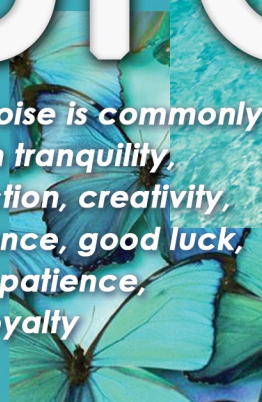 oise is commonly
tranquility,
tion, creativity,
nce, good luck,
patience,
oyalty